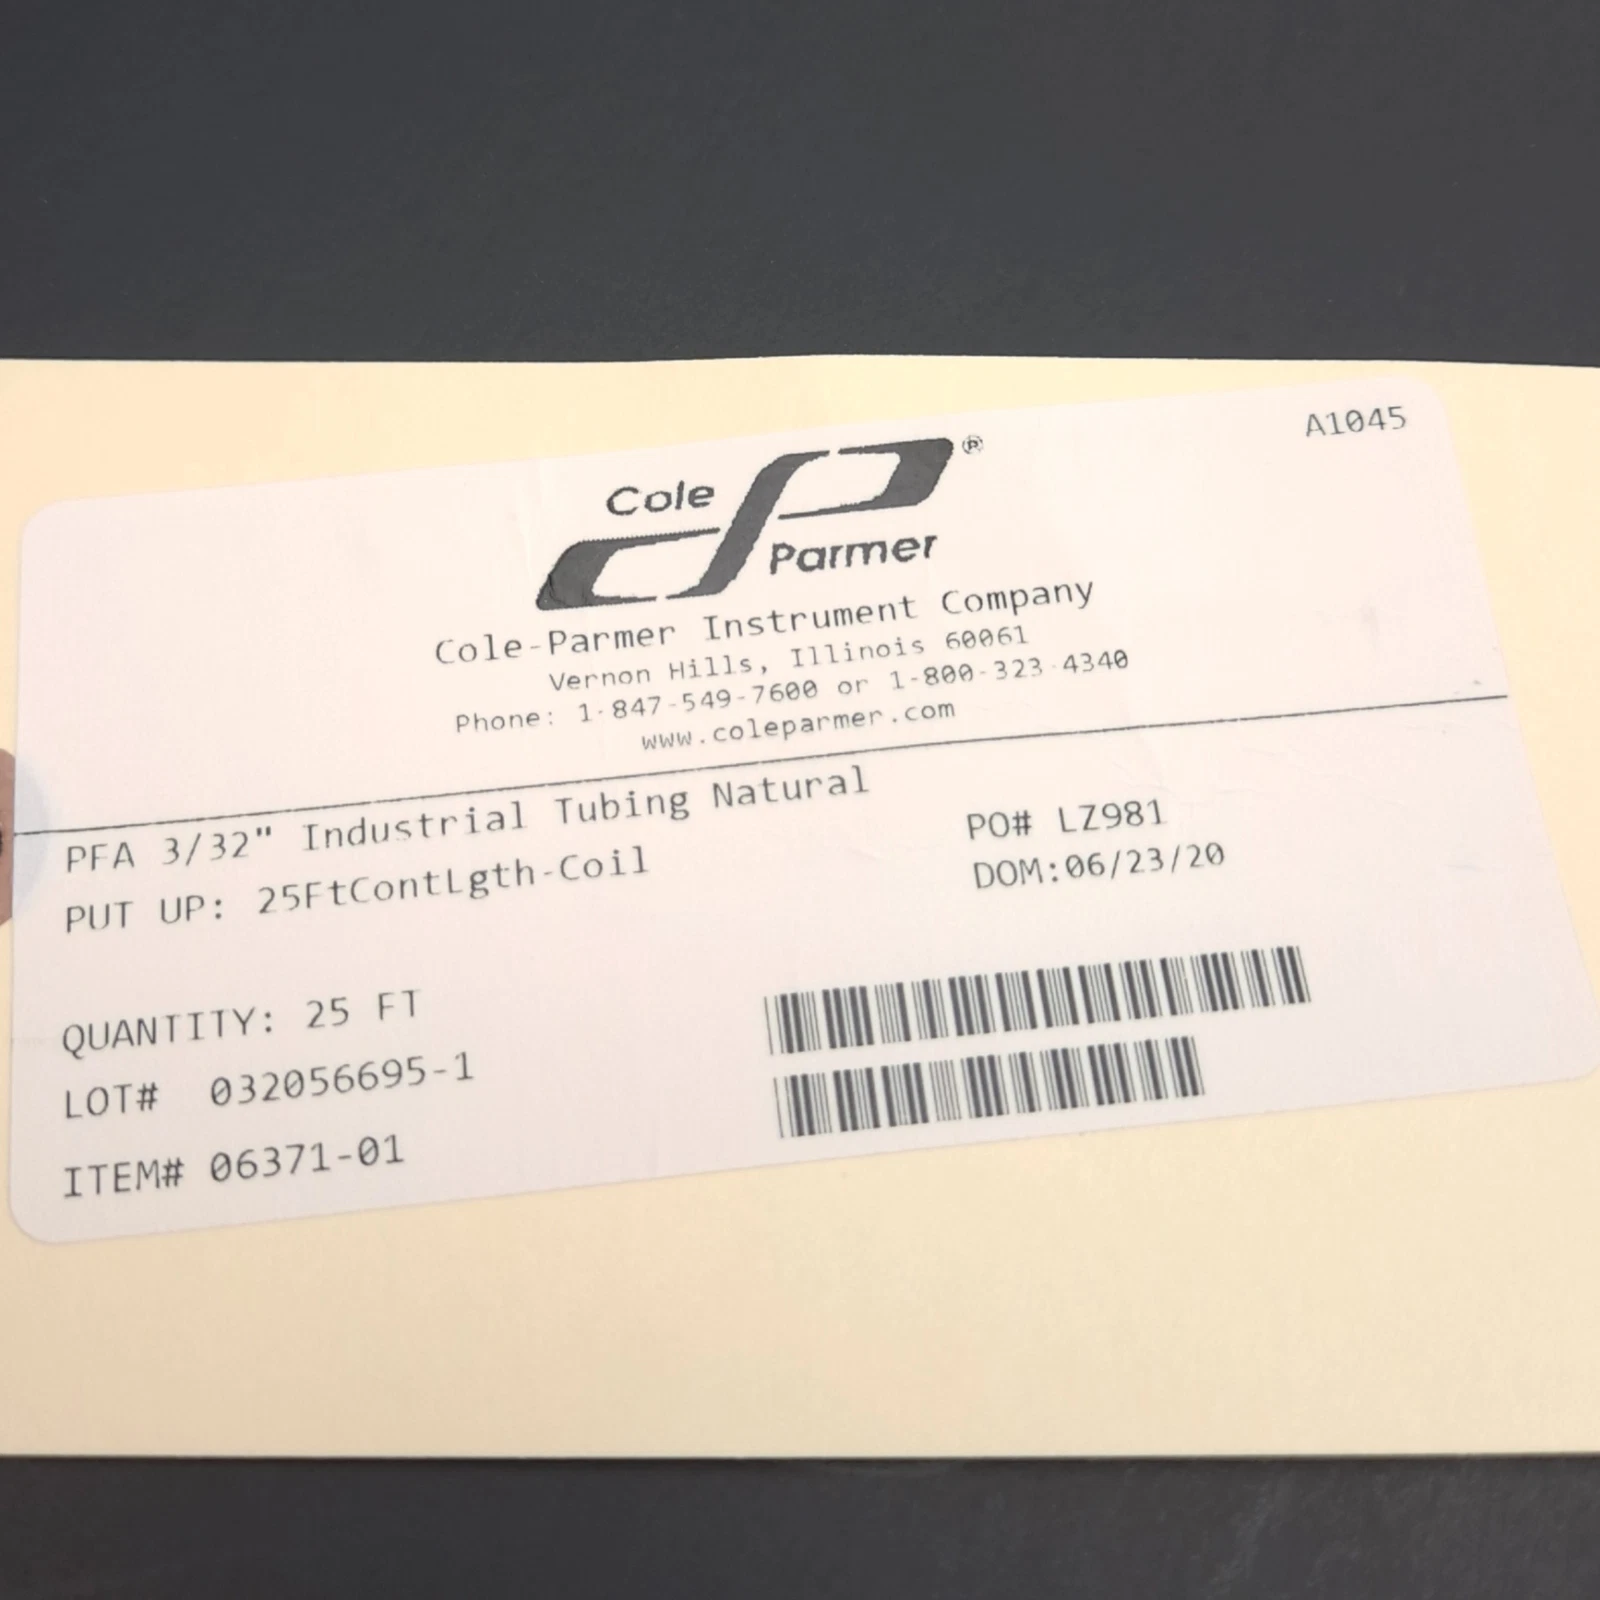 A1045
Cole
Parmer
®
Cole-Parmer Instrument Company
Vernon Hills, Illinois 60061
Phone: 1-847-549-7600 or 1-800-323-4340
www.coleparmer.com
PFA 3/32" Industrial Tubing Natural
PUT UP: 25FtContLgth-Coil
PO# LZ981
DOM:06/23/20
QUANTITY: 25 FT
LOT# 032056695-1
ITEM# 06371-01